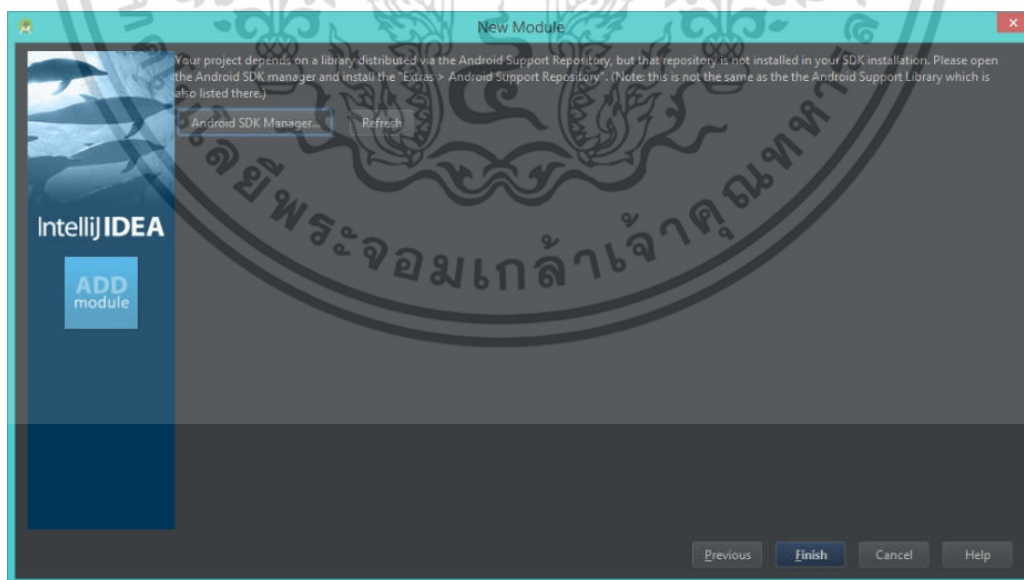 New Module
Your project depends on a library distributed via the Android Support Repository, but that repository is not installed in your SDK installation. Please open
the Android SDK manager and install the "Extras > Android Support Repository". (Note: this is not the same as the the Android Support Library which is
also listed there.)
Android SDK Manager... Refresh
IntelliJ IDEA
ADD
module
Previous Finish Cancel Help
พระจอมเกล้าเจ้าคุณทหาร